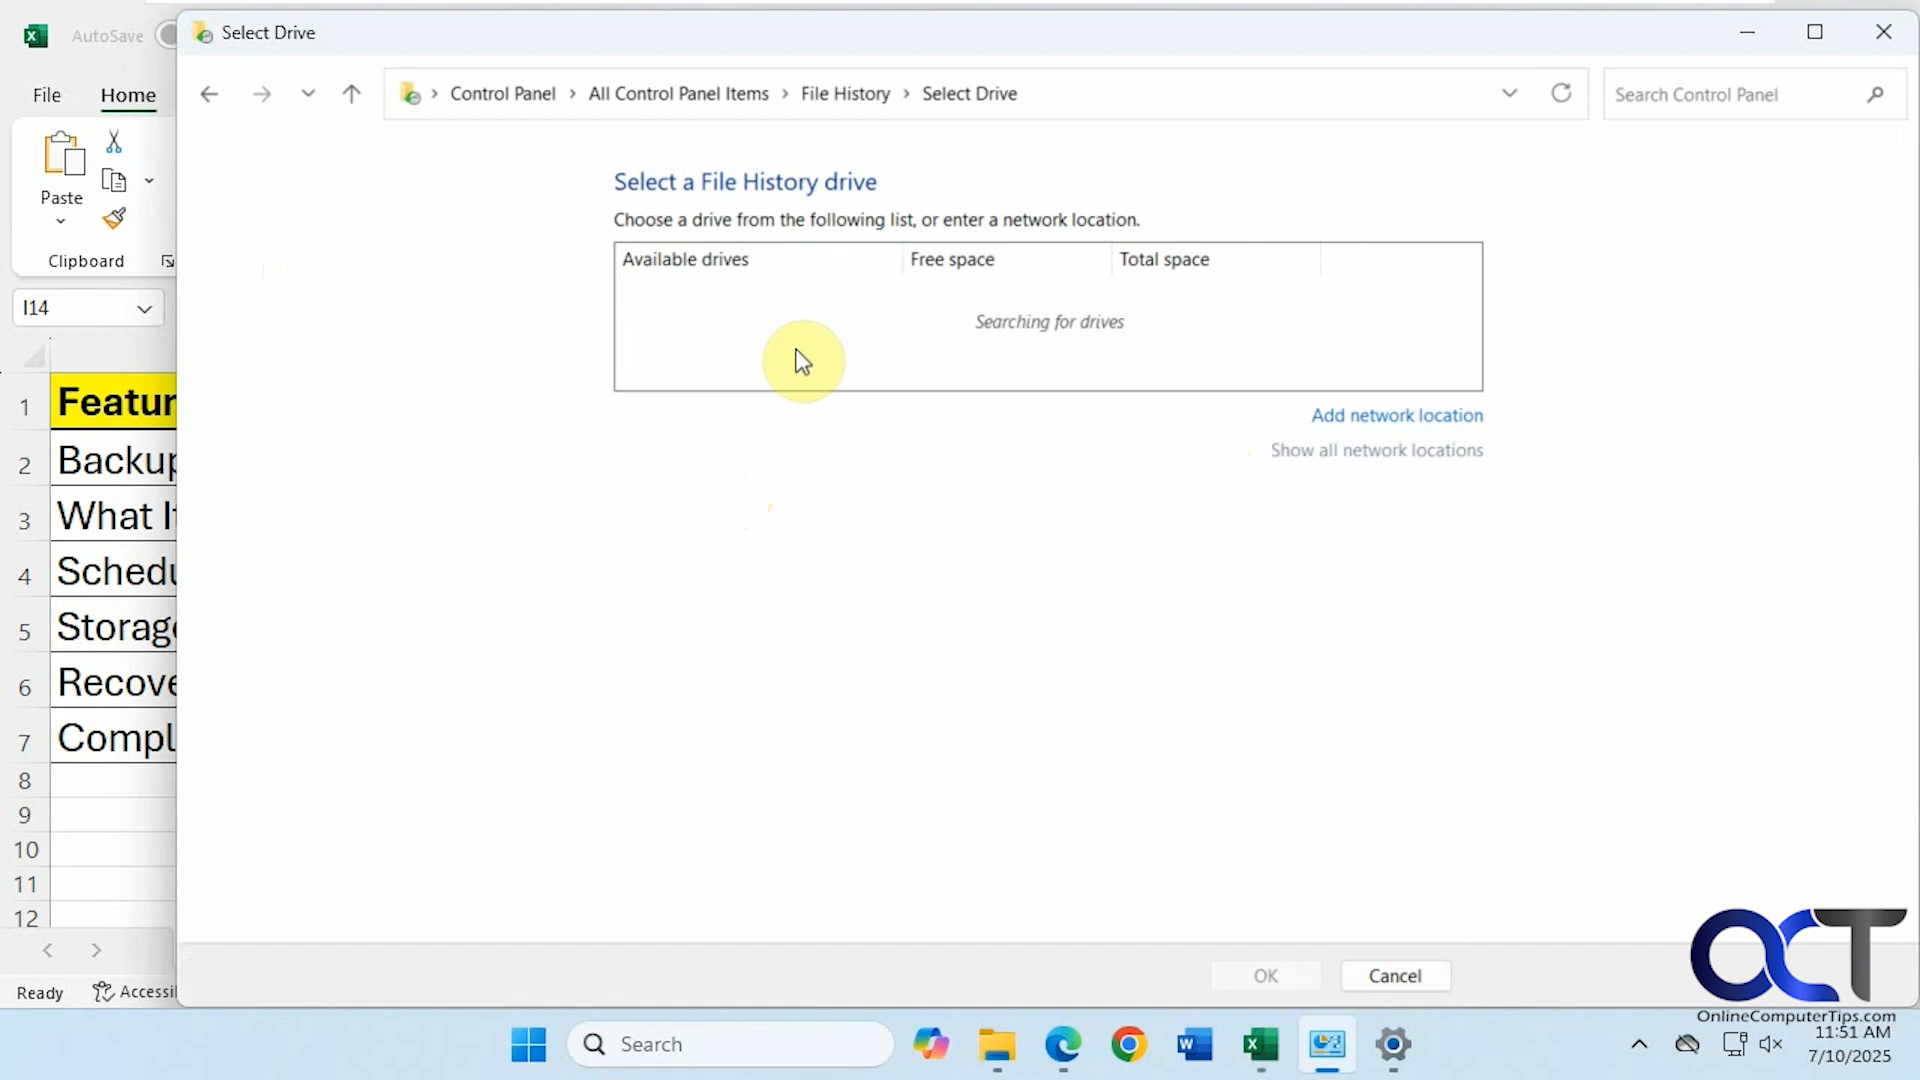 AutoSave
Select Drive
Control Panel > All Control Panel Items > File History > Select Drive
Search Control Panel
File
Home
Paste
Clipboard
I14
Select a File History drive
Choose a drive from the following list, or enter a network location.
Available drives
Free space
Total space
Searching for drives
Add network location
Show all network locations
1
Featur
2
Backup
3
What It
4
Schedu
5
Storage
6
Recove
7
Compl
8
9
10
11
12
Ready
Accessi
OK
Cancel
OCT
OnlineComputerTips.com
Search
11:51 AM
7/10/2025